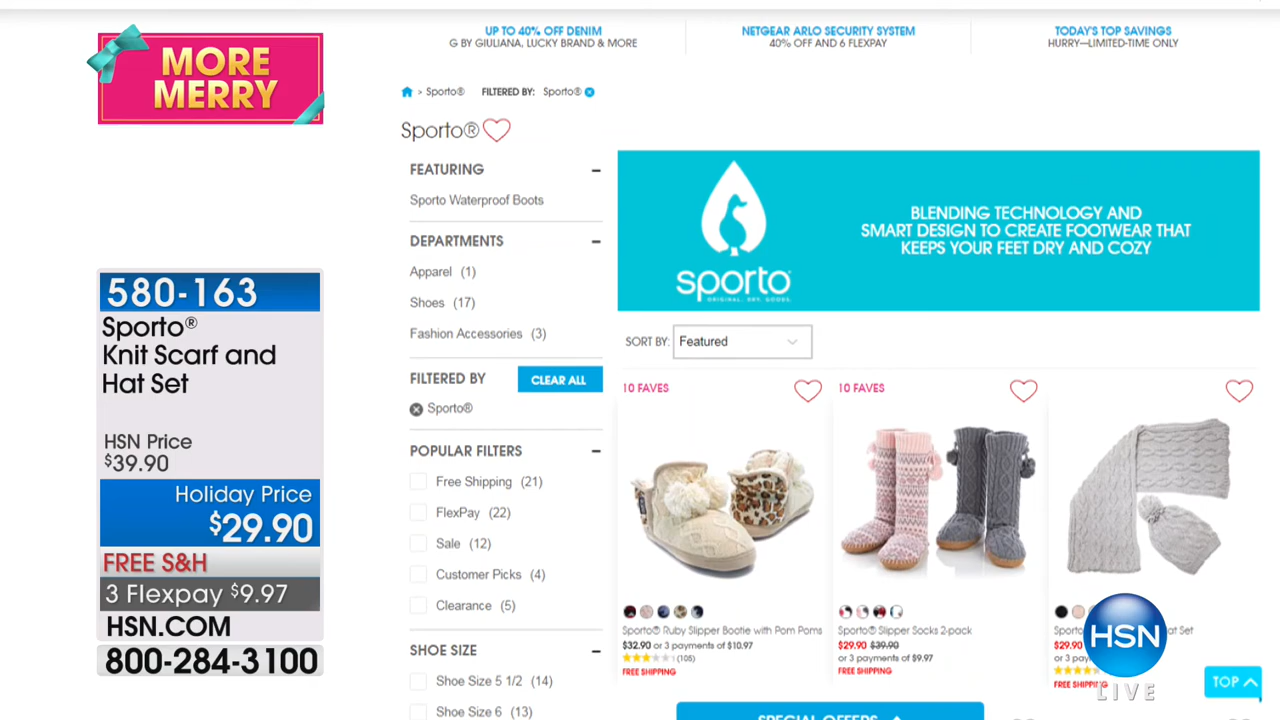 UP TO 40% OFF DENIM
G BY GIULIANA, LUCKY BRAND & MORE
NETGEAR ARLO SECURITY SYSTEM
40% OFF AND 6 FLEXPAY
TODAY'S TOP SAVINGS
HURRY—LIMITED-TIME ONLY
MORE
MERRY
> Sporto® FILTERED BY: Sporto®
Sporto®
FEATURING
Sporto Waterproof Boots
DEPARTMENTS
Apparel (1)
Shoes (17)
Fashion Accessories (3)
FILTERED BY CLEAR ALL
Sporto®
POPULAR FILTERS
Free Shipping (21)
FlexPay (22)
Sale (12)
Customer Picks (4)
Clearance (5)
SHOE SIZE
Shoe Size 5 1/2 (14)
Shoe Size 6 (13)
sporto
ORIGINAL. DRY. GOODS.
BLENDING TECHNOLOGY AND
SMART DESIGN TO CREATE FOOTWEAR THAT
KEEPS YOUR FEET DRY AND COZY
SORT BY: Featured
10 FAVES
Sporto® Ruby Slipper Bootie with Pom Poms
$32.90 or 3 payments of $10.97
(105)
FREE SHIPPING
10 FAVES
Sporto® Slipper Socks 2-pack
$29.90 $39.90
or 3 payments of $9.97
FREE SHIPPING
Set
$29.90
or 3
FREE SHIPPING
580-163
Sporto®
Knit Scarf and
Hat Set
HSN Price
$39.90
Holiday Price
$29.90
FREE S&H
3 Flexpay $9.97
HSN.COM
800-284-3100
HSN
LIVE
TOP
SPECIAL OFFERS